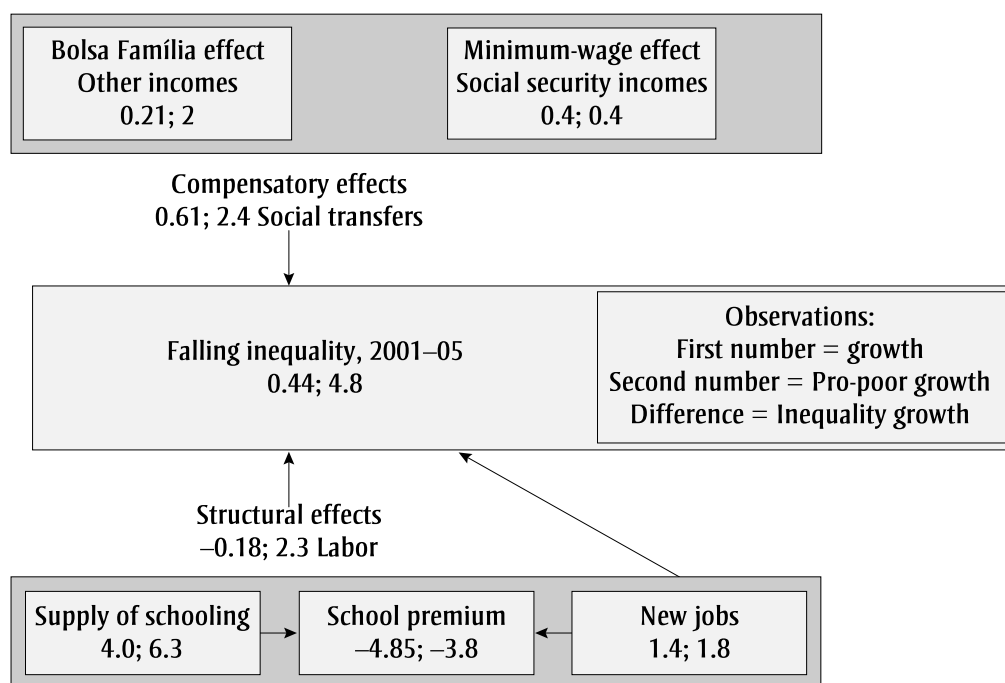 Bolsa Família effect
Other incomes
0.21; 2
Minimum-wage effect
Social security incomes
0.4; 0.4
Compensatory effects
0.61; 2.4 Social transfers
Falling inequality, 2001–05
0.44; 4.8
Observations:
First number = growth
Second number = Pro-poor growth
Difference = Inequality growth
Structural effects
–0.18; 2.3 Labor
Supply of schooling
4.0; 6.3
School premium
–4.85; –3.8
New jobs
1.4; 1.8